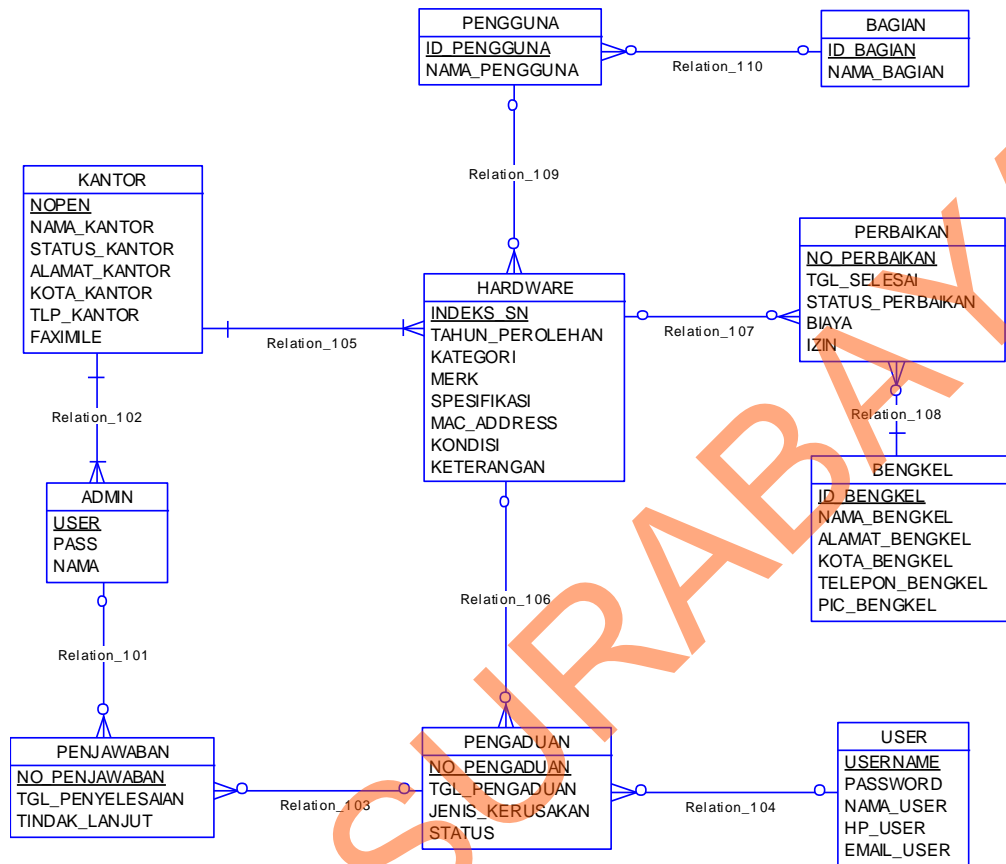 PENGGUNA
ID_PENGGUNA
NAMA_PENGGUNA
Relation_110
BAGIAN
ID_BAGIAN
NAMA_BAGIAN
Relation_109
KANTOR
NOPEN
NAMA_KANTOR
STATUS_KANTOR
ALAMAT_KANTOR
KOTA_KANTOR
TLP_KANTOR
FAXIMILE
Relation_105
HARDWARE
INDEKS_SN
TAHUN_PEROLEHAN
KATEGORI
MERK
SPESIFIKASI
MAC_ADDRESS
KONDISI
KETERANGAN
Relation_107
PERBAIKAN
NO_PERBAIKAN
TGL_SELESAI
STATUS_PERBAIKAN
BIAYA
IZIN
Relation_102
Relation_108
ADMIN
USER
PASS
NAMA
BENGKEL
ID_BENGKEL
NAMA_BENGKEL
ALAMAT_BENGKEL
KOTA_BENGKEL
TELEPON_BENGKEL
PIC_BENGKEL
Relation_106
Relation_101
PENJAWABAN
NO_PENJAWABAN
TGL_PENYELESAIAN
TINDAK_LANJUT
Relation_103
PENGADUAN
NO_PENGADUAN
TGL_PENGADUAN
JENIS_KERUSAKAN
STATUS
Relation_104
USER
USERNAME
PASSWORD
NAMA_USER
HP_USER
EMAIL_USER
SURABAYA